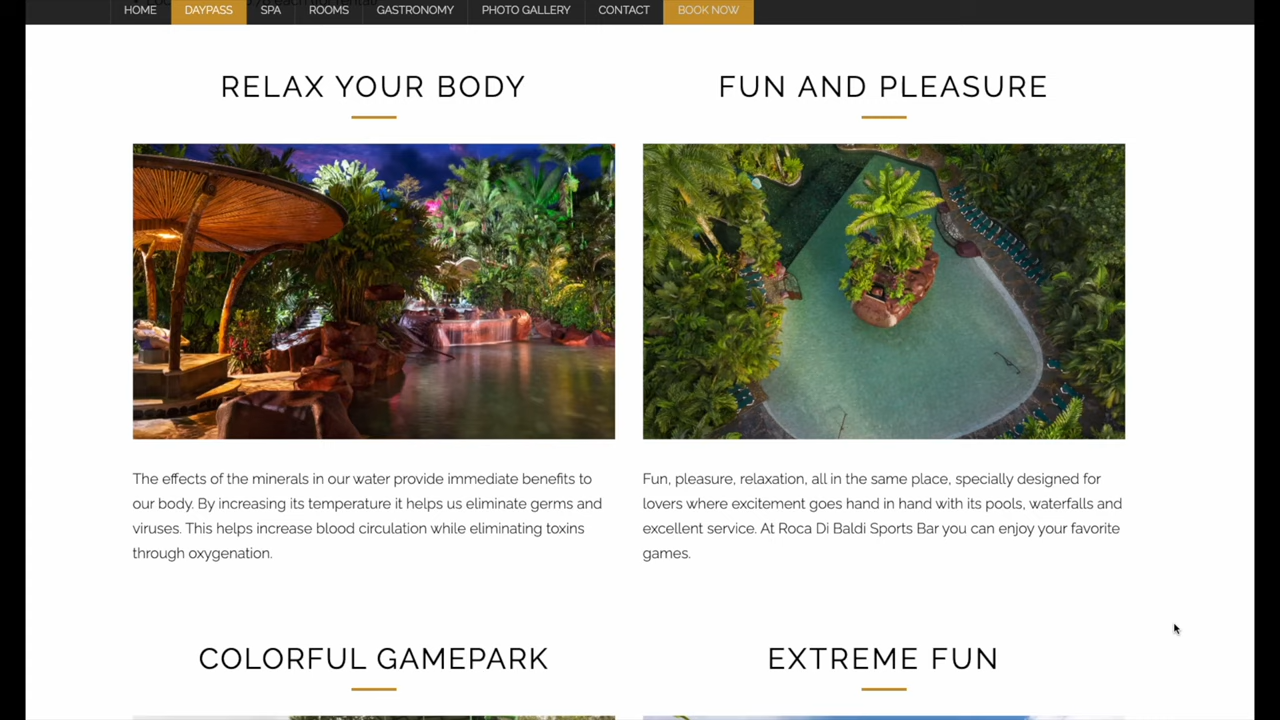 HOME DAYPASS SPA ROOMS GASTRONOMY PHOTO GALLERY CONTACT BOOK NOW
RELAX YOUR BODY
The effects of the minerals in our water provide immediate benefits to
our body. By increasing its temperature it helps us eliminate germs and
viruses. This helps increase blood circulation while eliminating toxins
through oxygenation.
FUN AND PLEASURE
Fun, pleasure, relaxation, all in the same place, specially designed for
lovers where excitement goes hand in hand with its pools, waterfalls and
excellent service. At Roca Di Baldi Sports Bar you can enjoy your favorite
games.
COLORFUL GAMEPARK
EXTREME FUN